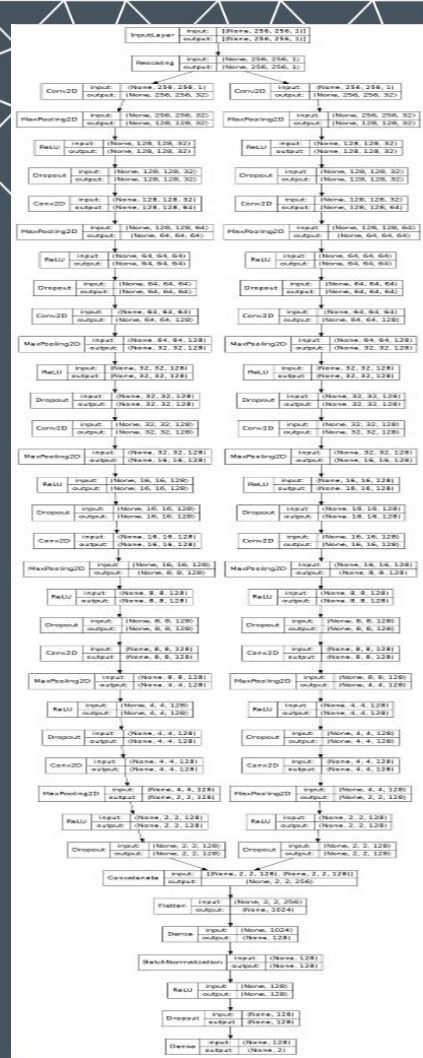 InputLayer input: [(None, 256, 256, 1)]
output: [(None, 256, 256, 1)]
Rescaling input: (None, 256, 256, 1)
output: (None, 256, 256, 1)
Conv2D input: (None, 256, 256, 1) Conv2D input: (None, 256, 256, 1)
output: (None, 256, 256, 32) output: (None, 256, 256, 32)
MaxPooling2D input: (None, 256, 256, 32) MaxPooling2D input: (None, 256, 256, 32)
output: (None, 128, 128, 32) output: (None, 128, 128, 32)
ReLU input: (None, 128, 128, 32) ReLU input: (None, 128, 128, 32)
output: (None, 128, 128, 32) output: (None, 128, 128, 32)
Dropout input: (None, 128, 128, 32) Dropout input: (None, 128, 128, 32)
output: (None, 128, 128, 32) output: (None, 128, 128, 32)
Conv2D input: (None, 128, 128, 32) Conv2D input: (None, 128, 128, 32)
output: (None, 128, 128, 64) output: (None, 128, 128, 64)
MaxPooling2D input: (None, 128, 128, 64) MaxPooling2D input: (None, 128, 128, 64)
output: (None, 64, 64, 64) output: (None, 64, 64, 64)
ReLU input: (None, 64, 64, 64) ReLU input: (None, 64, 64, 64)
output: (None, 64, 64, 64) output: (None, 64, 64, 64)
Dropout input: (None, 64, 64, 64) Dropout input: (None, 64, 64, 64)
output: (None, 64, 64, 64) output: (None, 64, 64, 64)
Conv2D input: (None, 64, 64, 64) Conv2D input: (None, 64, 64, 64)
output: (None, 64, 64, 128) output: (None, 64, 64, 128)
MaxPooling2D input: (None, 64, 64, 128) MaxPooling2D input: (None, 64, 64, 128)
output: (None, 32, 32, 128) output: (None, 32, 32, 128)
ReLU input: (None, 32, 32, 128) ReLU input: (None, 32, 32, 128)
output: (None, 32, 32, 128) output: (None, 32, 32, 128)
Dropout input: (None, 32, 32, 128) Dropout input: (None, 32, 32, 128)
output: (None, 32, 32, 128) output: (None, 32, 32, 128)
Conv2D input: (None, 32, 32, 128) Conv2D input: (None, 32, 32, 128)
output: (None, 32, 32, 128) output: (None, 32, 32, 128)
MaxPooling2D input: (None, 32, 32, 128) MaxPooling2D input: (None, 32, 32, 128)
output: (None, 16, 16, 128) output: (None, 16, 16, 128)
ReLU input: (None, 16, 16, 128) ReLU input: (None, 16, 16, 128)
output: (None, 16, 16, 128) output: (None, 16, 16, 128)
Dropout input: (None, 16, 16, 128) Dropout input: (None, 16, 16, 128)
output: (None, 16, 16, 128) output: (None, 16, 16, 128)
Conv2D input: (None, 16, 16, 128) Conv2D input: (None, 16, 16, 128)
output: (None, 16, 16, 128) output: (None, 16, 16, 128)
MaxPooling2D input: (None, 16, 16, 128) MaxPooling2D input: (None, 16, 16, 128)
output: (None, 8, 8, 128) output: (None, 8, 8, 128)
ReLU input: (None, 8, 8, 128) ReLU input: (None, 8, 8, 128)
output: (None, 8, 8, 128) output: (None, 8, 8, 128)
Dropout input: (None, 8, 8, 128) Dropout input: (None, 8, 8, 128)
output: (None, 8, 8, 128) output: (None, 8, 8, 128)
Conv2D input: (None, 8, 8, 128) Conv2D input: (None, 8, 8, 128)
output: (None, 8, 8, 128) output: (None, 8, 8, 128)
MaxPooling2D input: (None, 8, 8, 128) MaxPooling2D input: (None, 8, 8, 128)
output: (None, 4, 4, 128) output: (None, 4, 4, 128)
ReLU input: (None, 4, 4, 128) ReLU input: (None, 4, 4, 128)
output: (None, 4, 4, 128) output: (None, 4, 4, 128)
Dropout input: (None, 4, 4, 128) Dropout input: (None, 4, 4, 128)
output: (None, 4, 4, 128) output: (None, 4, 4, 128)
Conv2D input: (None, 4, 4, 128) Conv2D input: (None, 4, 4, 128)
output: (None, 4, 4, 128) output: (None, 4, 4, 128)
MaxPooling2D input: (None, 4, 4, 128) MaxPooling2D input: (None, 4, 4, 128)
output: (None, 2, 2, 128) output: (None, 2, 2, 128)
ReLU input: (None, 2, 2, 128) ReLU input: (None, 2, 2, 128)
output: (None, 2, 2, 128) output: (None, 2, 2, 128)
Dropout input: (None, 2, 2, 128) Dropout input: (None, 2, 2, 128)
output: (None, 2, 2, 128) output: (None, 2, 2, 128)
Concatenate input: [(None, 2, 2, 128), (None, 2, 2, 128)]
output: (None, 2, 2, 256)
Flatten input: (None, 2, 2, 256)
output: (None, 1024)
Dense input: (None, 1024)
output: (None, 128)
BatchNormalization input: (None, 128)
output: (None, 128)
ReLU input: (None, 128)
output: (None, 128)
Dropout input: (None, 128)
output: (None, 128)
Dense input: (None, 128)
output: (None, 2)